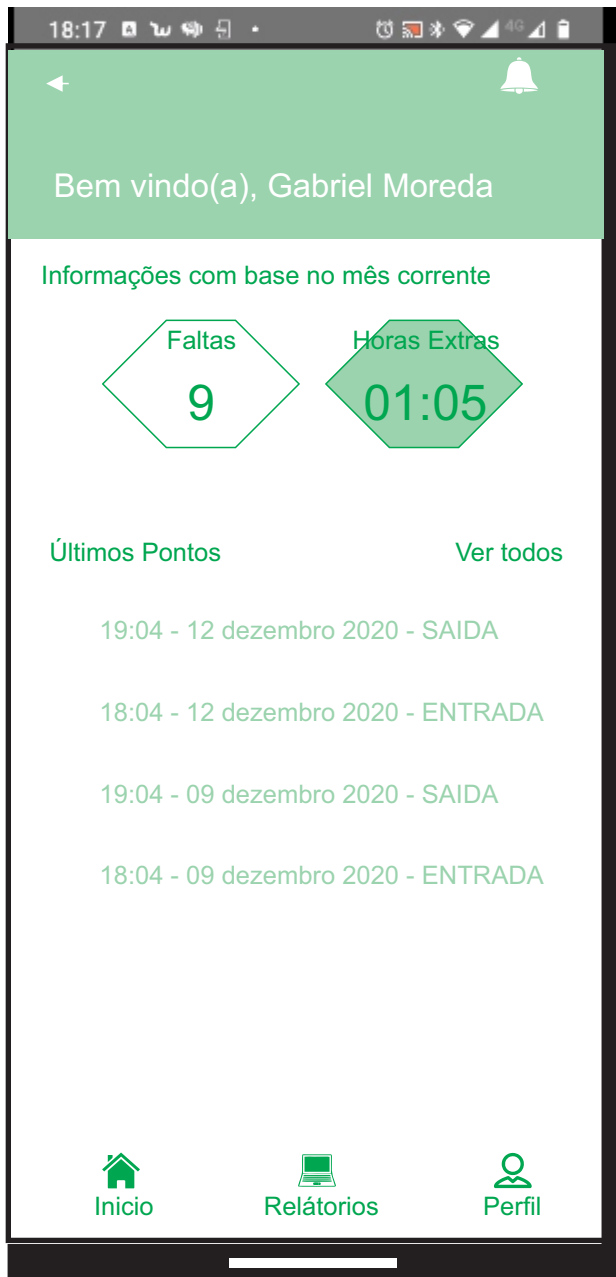 18:17
4G
Bem vindo(a), Gabriel Moreda
Informações com base no mês corrente
Faltas
Horas Extras
9
01:05
Últimos Pontos
Ver todos
19:04 - 12 dezembro 2020 - SAIDA
18:04 - 12 dezembro 2020 - ENTRADA
19:04 - 09 dezembro 2020 - SAIDA
18:04 - 09 dezembro 2020 - ENTRADA
Inicio
Relátorios
Perfil